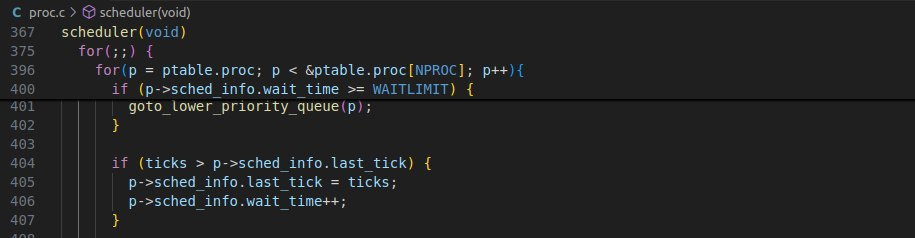 proc.c > scheduler(void)
367 scheduler(void)
375 for(;;) {
396 for(p = ptable.proc; p < &ptable.proc[NPROC]; p++){
400 if (p->sched_info.wait_time >= WAITLIMIT) {
401 goto_lower_priority_queue(p);
402 }
403
404 if (ticks > p->sched_info.last_tick) {
405 p->sched_info.last_tick = ticks;
406 p->sched_info.wait_time++;
407 }
408